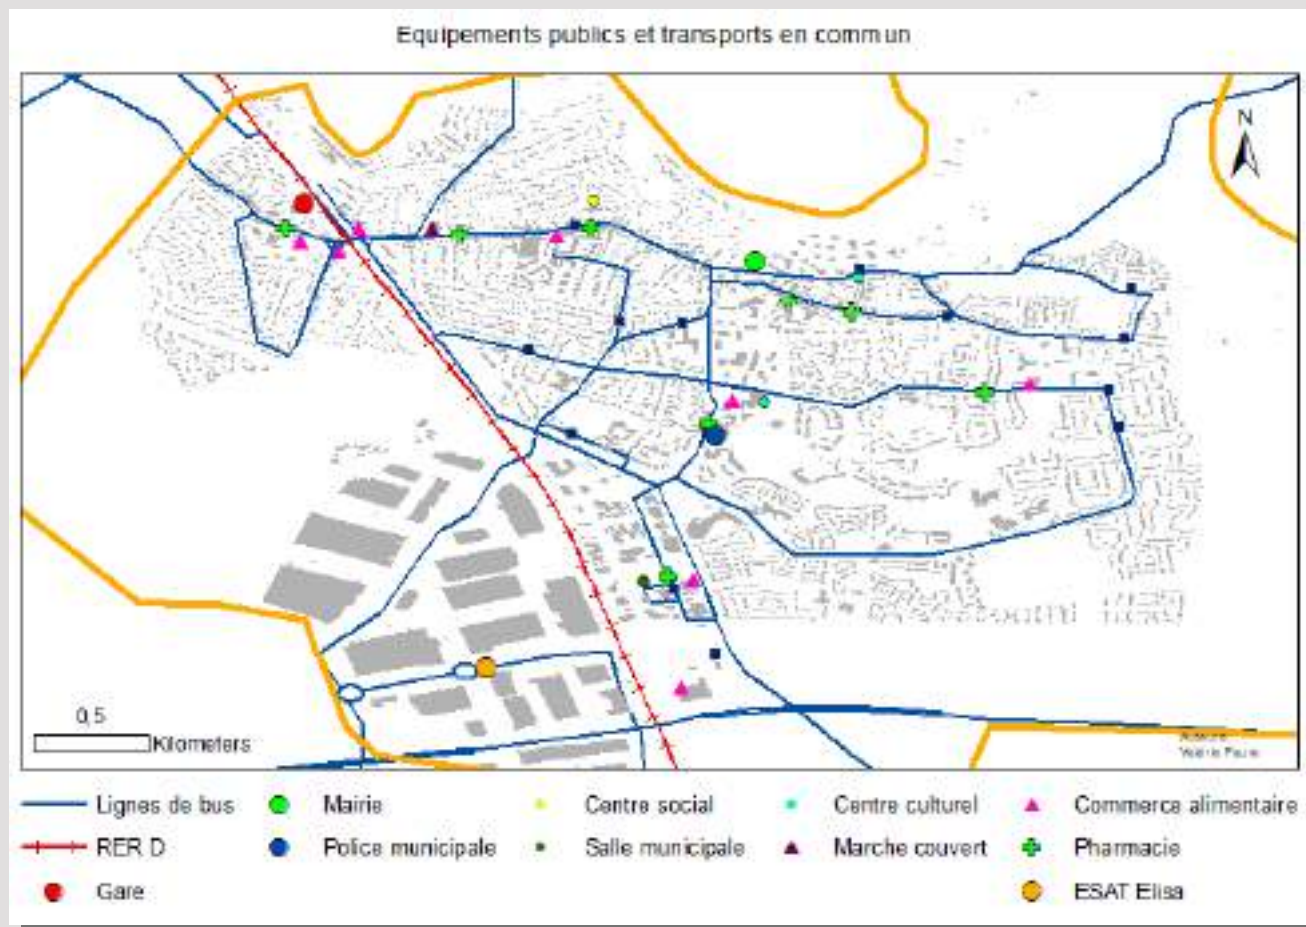 Equipements publics et transports en commun
N
0,5
Kilometers
Lignes de bus
Mairie
Centre social
Centre culturel
Commerce alimentaire
RER D
Police municipale
Salle municipale
Marche couvert
Pharmacie
Gare
ESAT Elisa